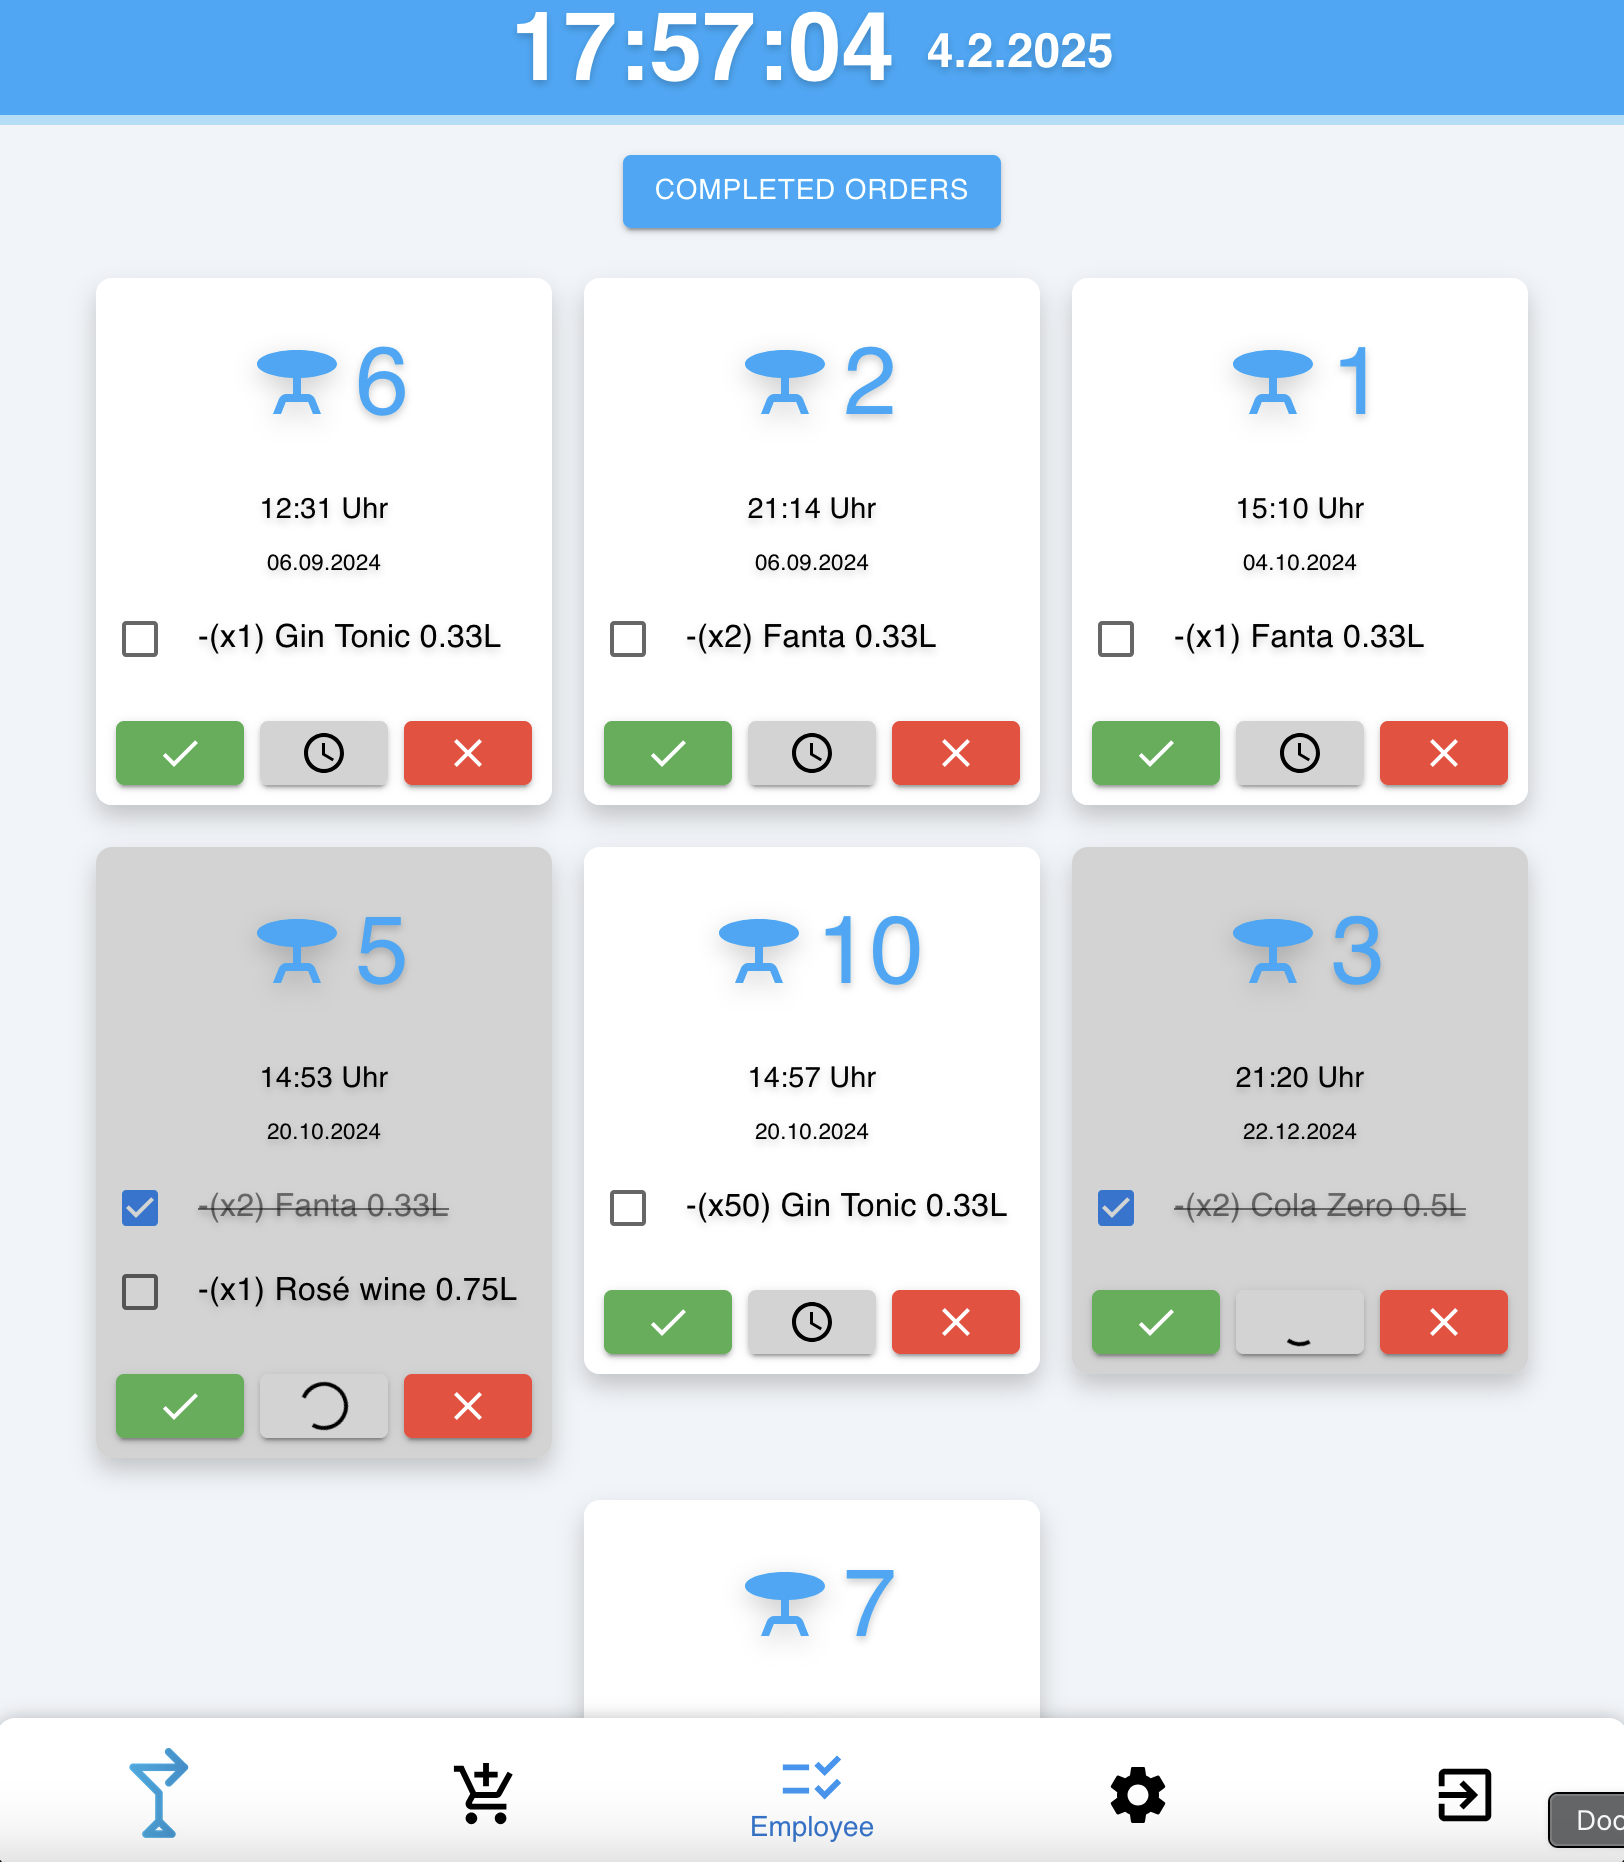 17:57:04 4.2.2025
COMPLETED ORDERS
6
12:31 Uhr
06.09.2024
-(x1) Gin Tonic 0.33L
2
21:14 Uhr
06.09.2024
-(x2) Fanta 0.33L
1
15:10 Uhr
04.10.2024
-(x1) Fanta 0.33L
5
14:53 Uhr
20.10.2024
-(x2) Fanta 0.33L
-(x1) Rosé wine 0.75L
10
14:57 Uhr
20.10.2024
-(x50) Gin Tonic 0.33L
3
21:20 Uhr
22.12.2024
-(x2) Cola Zero 0.5L
7
Employee